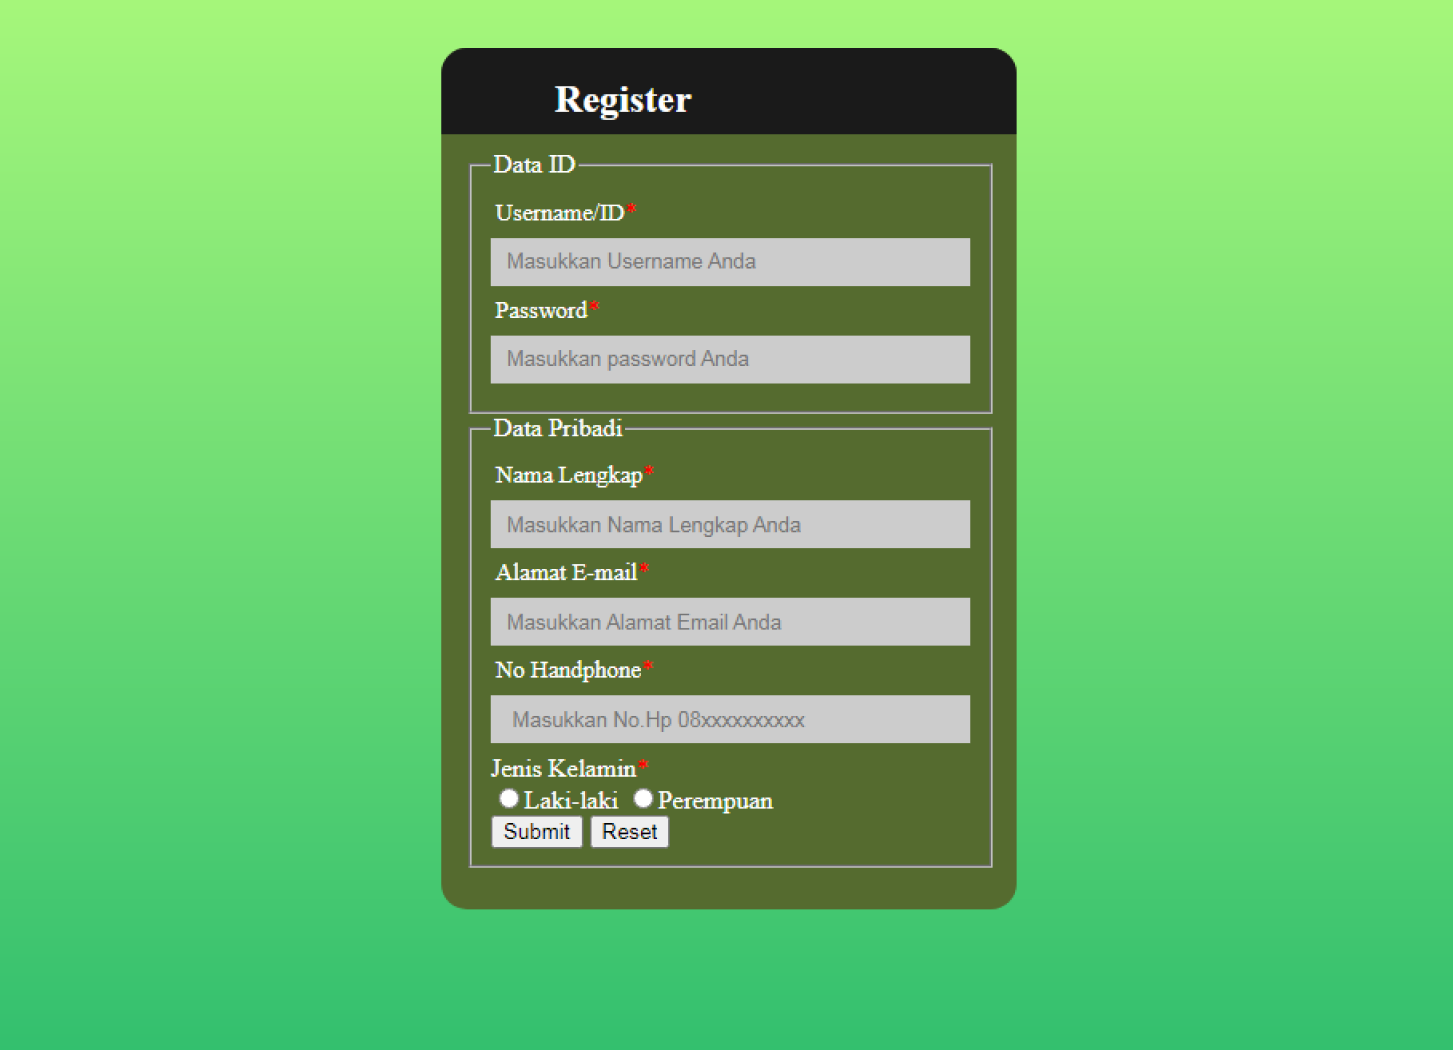 Register
Data ID
Username/ID*
Masukkan Username Anda
Password*
Masukkan password Anda
Data Pribadi
Nama Lengkap*
Masukkan Nama Lengkap Anda
Alamat E-mail*
Masukkan Alamat Email Anda
No Handphone*
Masukkan No.Hp 08xxxxxxxxxx
Jenis Kelamin*
Laki-laki Perempuan
Submit Reset